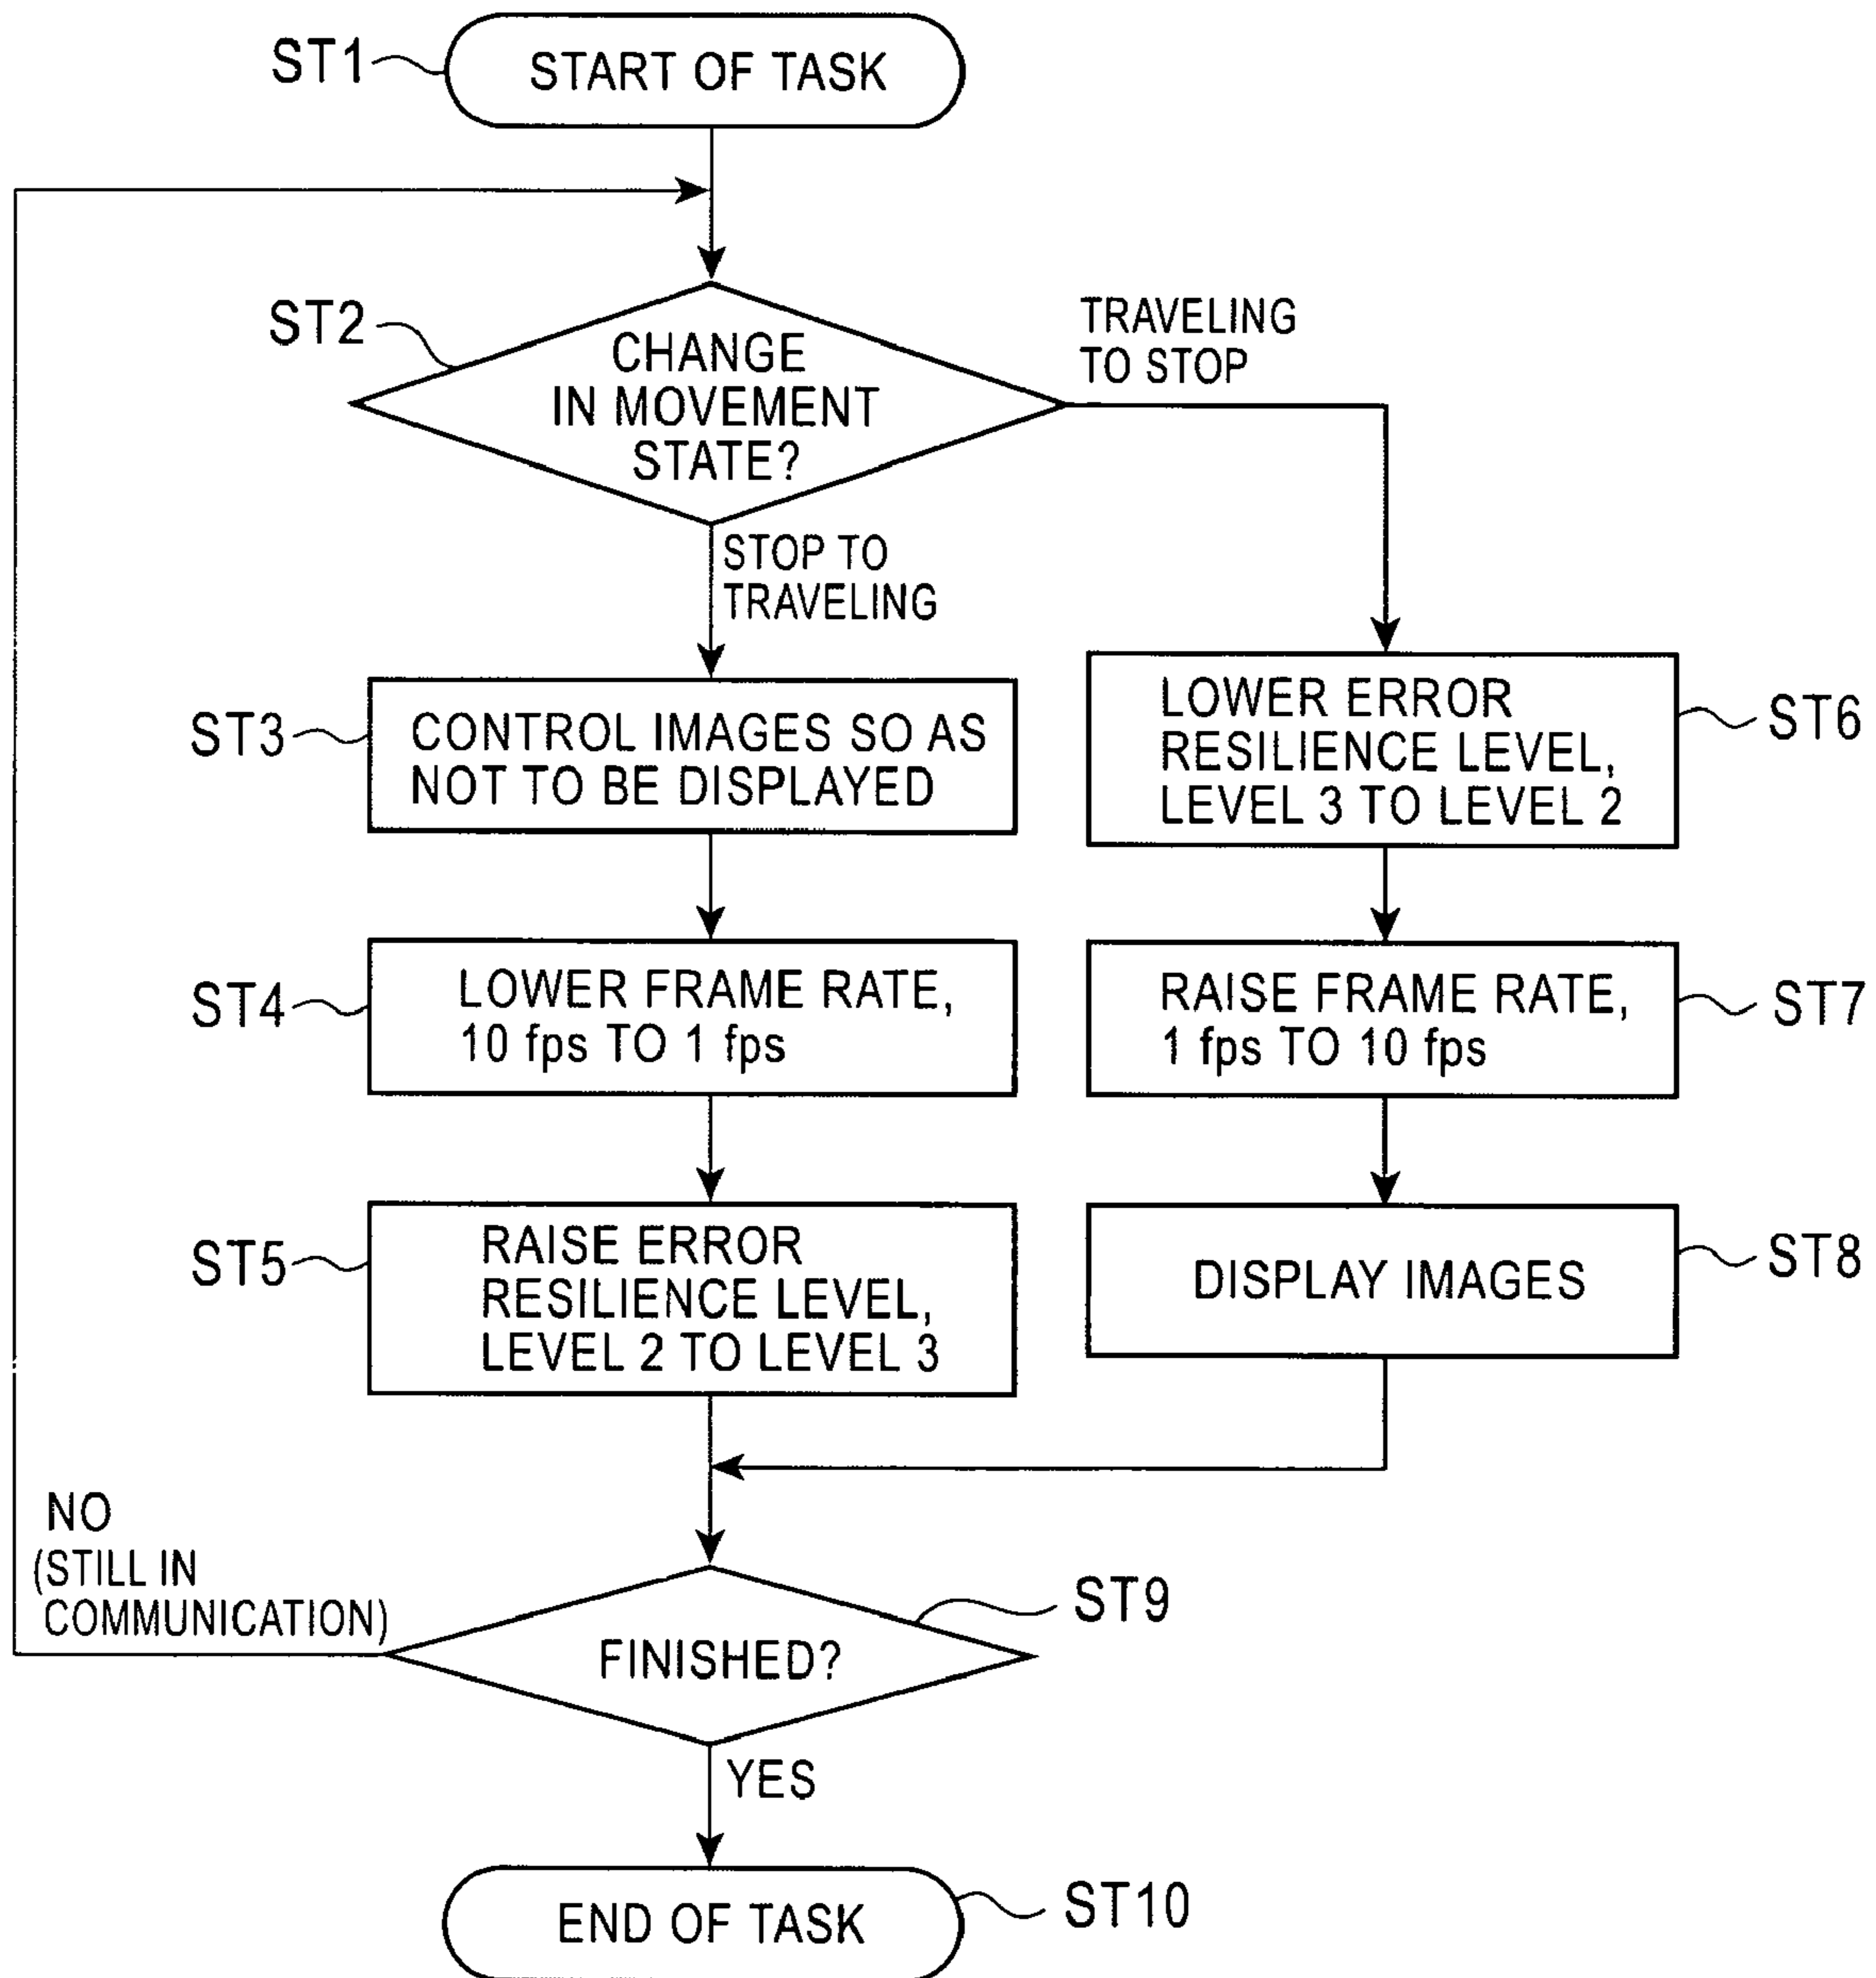 ST1
START OF TASK
ST2
CHANGE
IN MOVEMENT
STATE?
TRAVELING
TO STOP
STOP TO
TRAVELING
ST3
CONTROL IMAGES SO AS
NOT TO BE DISPLAYED
LOWER ERROR
RESILIENCE LEVEL,
LEVEL 3 TO LEVEL 2
ST6
ST4
LOWER FRAME RATE,
10 fps TO 1 fps
RAISE FRAME RATE,
1 fps TO 10 fps
ST7
ST5
RAISE ERROR
RESILIENCE LEVEL,
LEVEL 2 TO LEVEL 3
DISPLAY IMAGES
ST8
NO
(STILL IN
COMMUNICATION)
FINISHED?
ST9
YES
END OF TASK
ST10